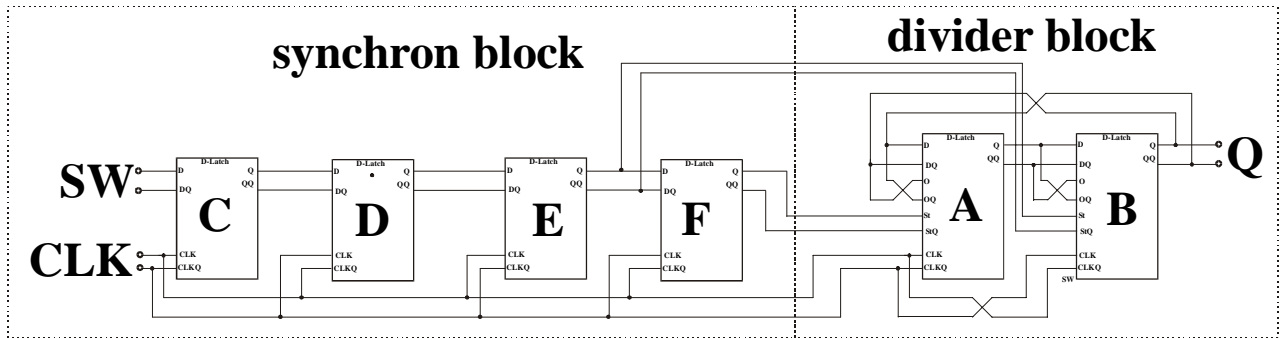 synchron block
divider block
SW
CLK
D-Latch
D
DQ
Q
QQ
C
CLK
CLKQ
D-Latch
D
DQ
Q
QQ
D
CLK
CLKQ
D-Latch
D
DQ
Q
QQ
E
CLK
CLKQ
D-Latch
D
DQ
Q
QQ
F
CLK
CLKQ
D-Latch
D
DQ
O
OQ
St
StQ
Q
QQ
A
CLK
CLKQ
D-Latch
D
DQ
O
OQ
St
StQ
Q
QQ
B
CLK
CLKQ
SW
Q